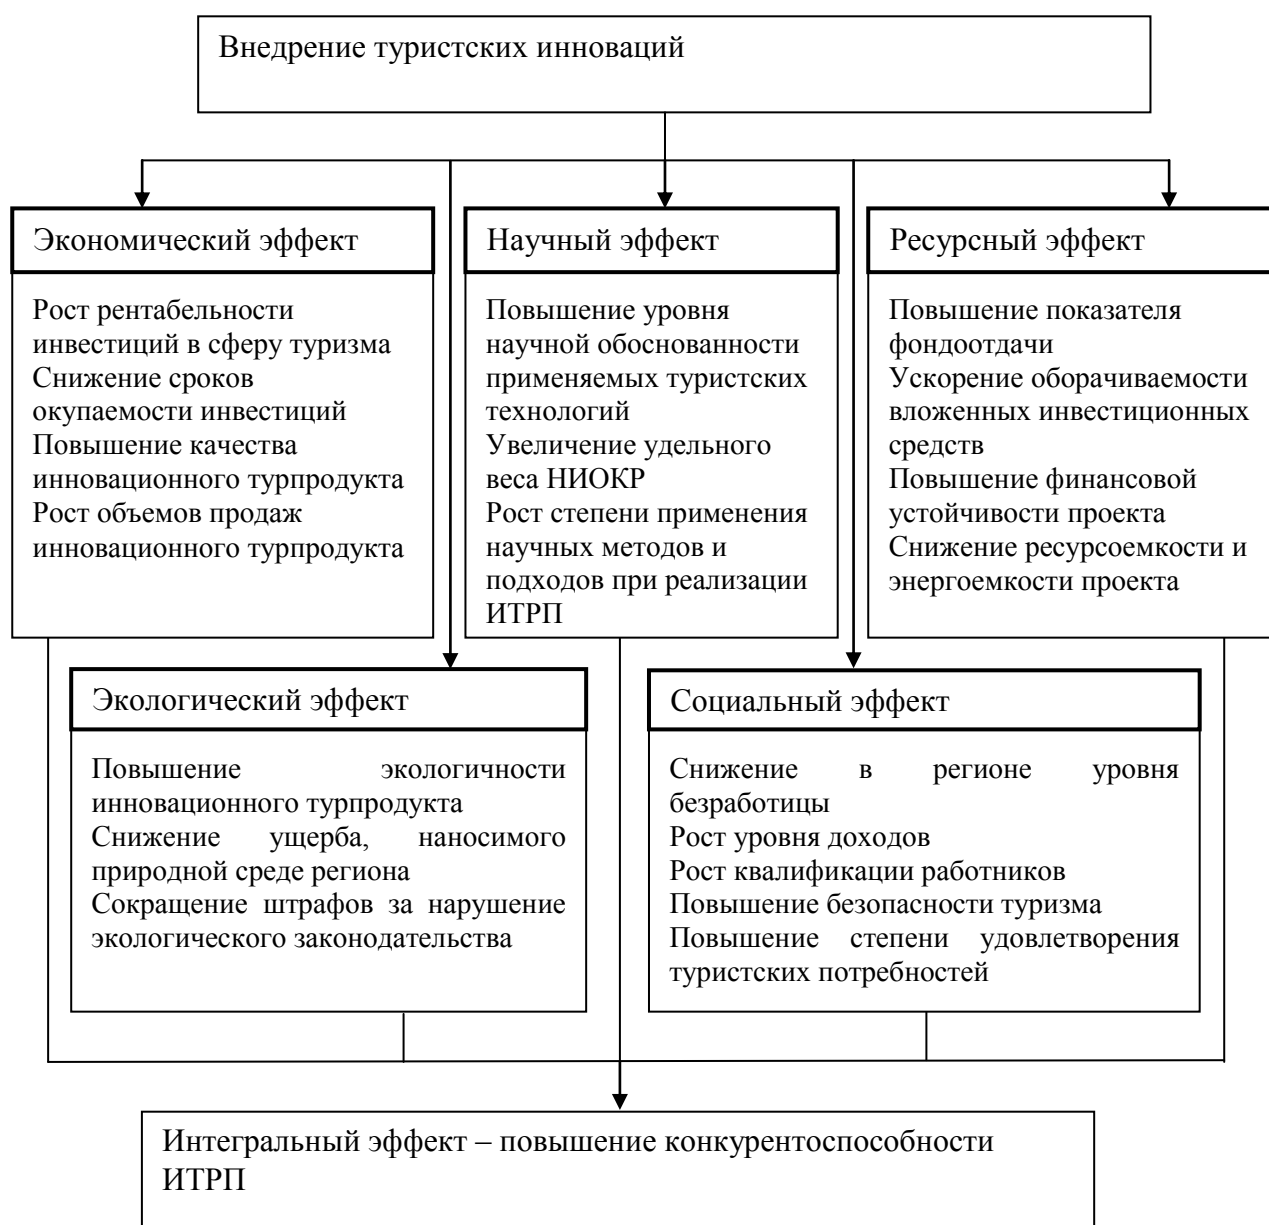 Внедрение туристских инноваций
Экономический эффект
Рост рентабельности
инвестиций в сферу туризма
Снижение сроков
окупаемости инвестиций
Повышение качества
инновационного турпродукта
Рост объемов продаж
инновационного турпродукта
Научный эффект
Повышение уровня
научной обоснованности
применяемых туристских
технологий
Увеличение удельного
веса НИОКР
Рост степени применения
научных методов и
подходов при реализации
ИТРП
Ресурсный эффект
Повышение показателя
фондоотдачи
Ускорение оборачиваемости
вложенных инвестиционных
средств
Повышение финансовой
устойчивости проекта
Снижение ресурсоемкости и
энергоемкости проекта
Экологический эффект
Повышение экологичности
инновационного турпродукта
Снижение ущерба, наносимого
природной среде региона
Сокращение штрафов за нарушение
экологического законодательства
Социальный эффект
Снижение в регионе уровня
безработицы
Рост уровня доходов
Рост квалификации работников
Повышение безопасности туризма
Повышение степени удовлетворения
туристских потребностей
Интегральный эффект – повышение конкурентоспособности
ИТРП